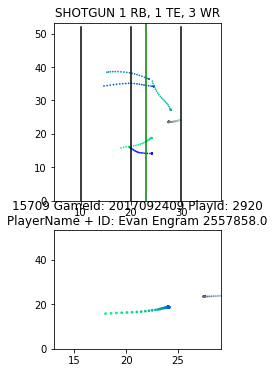 SHOTGUN 1 RB, 1 TE, 3 WR
50
40
30
20
10
0
10 20 30
15709 GameId: 2017092409 PlayId: 2920
PlayerName + ID: Evan Engram 2557858.0
40
20
0
15 20 25